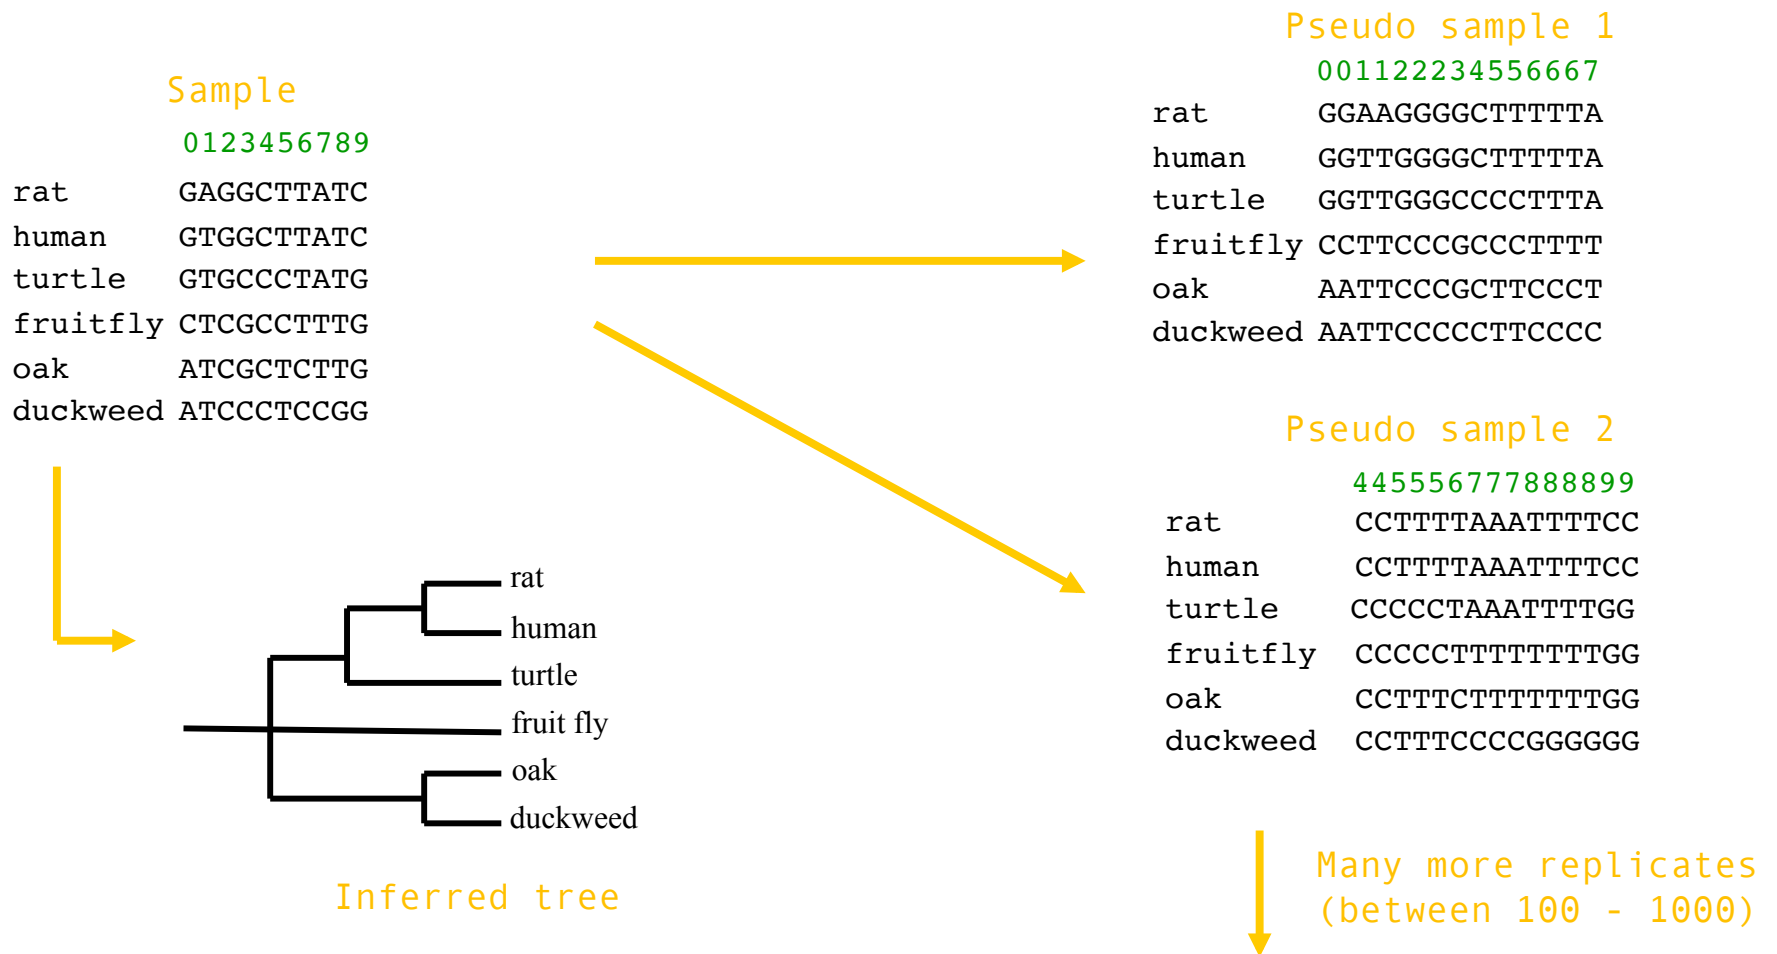 Sample
0123456789
rat GAGGCTTATC
human GTGGCTTATC
turtle GTGCCCTATG
fruitfly CTCGCCTTTG
oak ATCGCTCTTG
duckweed ATCCCTCCGG
rat
human
turtle
fruit fly
oak
duckweed
Inferred tree
Pseudo sample 1
001122234556667
rat GGAAGGGGCTTTTTA
human GGTTGGGGCTTTTTA
turtle GGTTGGGCCCCTTTA
fruitfly CCTTCCCGCCCTTTT
oak AATTCCCGCTTCCCT
duckweed AATTCCCCCTTCCCC
Pseudo sample 2
445556777888899
rat CCTTTTAAATTTTCC
human CCTTTTAAATTTTCC
turtle CCCCCTAAATTTTGG
fruitfly CCCCCTTTTTTTTGG
oak CCTTTCTTTTTTTGG
duckweed CCTTTCCCCGGGGGG
Many more replicates
(between 100 - 1000)